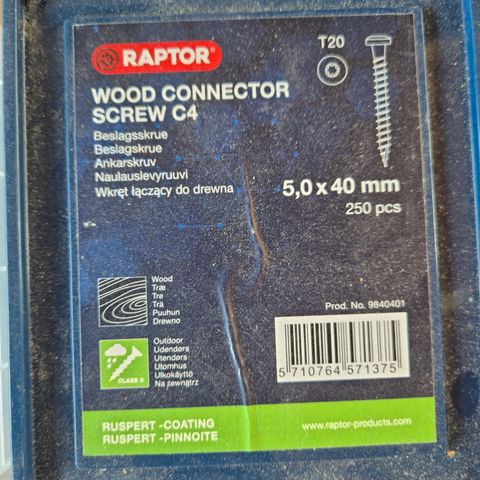 RAPTOR®
T20
WOOD CONNECTOR
SCREW C4
Beslagsskrue
Beslagskrue
Ankarskruv
Naulauslevyruuvi
Wkręt łączący do drewna
5,0 x 40 mm
250 pcs
Wood
Træ
Tre
Trä
Puuhun
Drewno
Prod. No. 9840401
Outdoor
Udendørs
Utendørs
Utomhus
Ulkokäyttö
Na zewnątrz
CLASS 3
5 710764 571375
RUSPERT -COATING
RUSPERT -PINNOITE
www.raptor-products.com